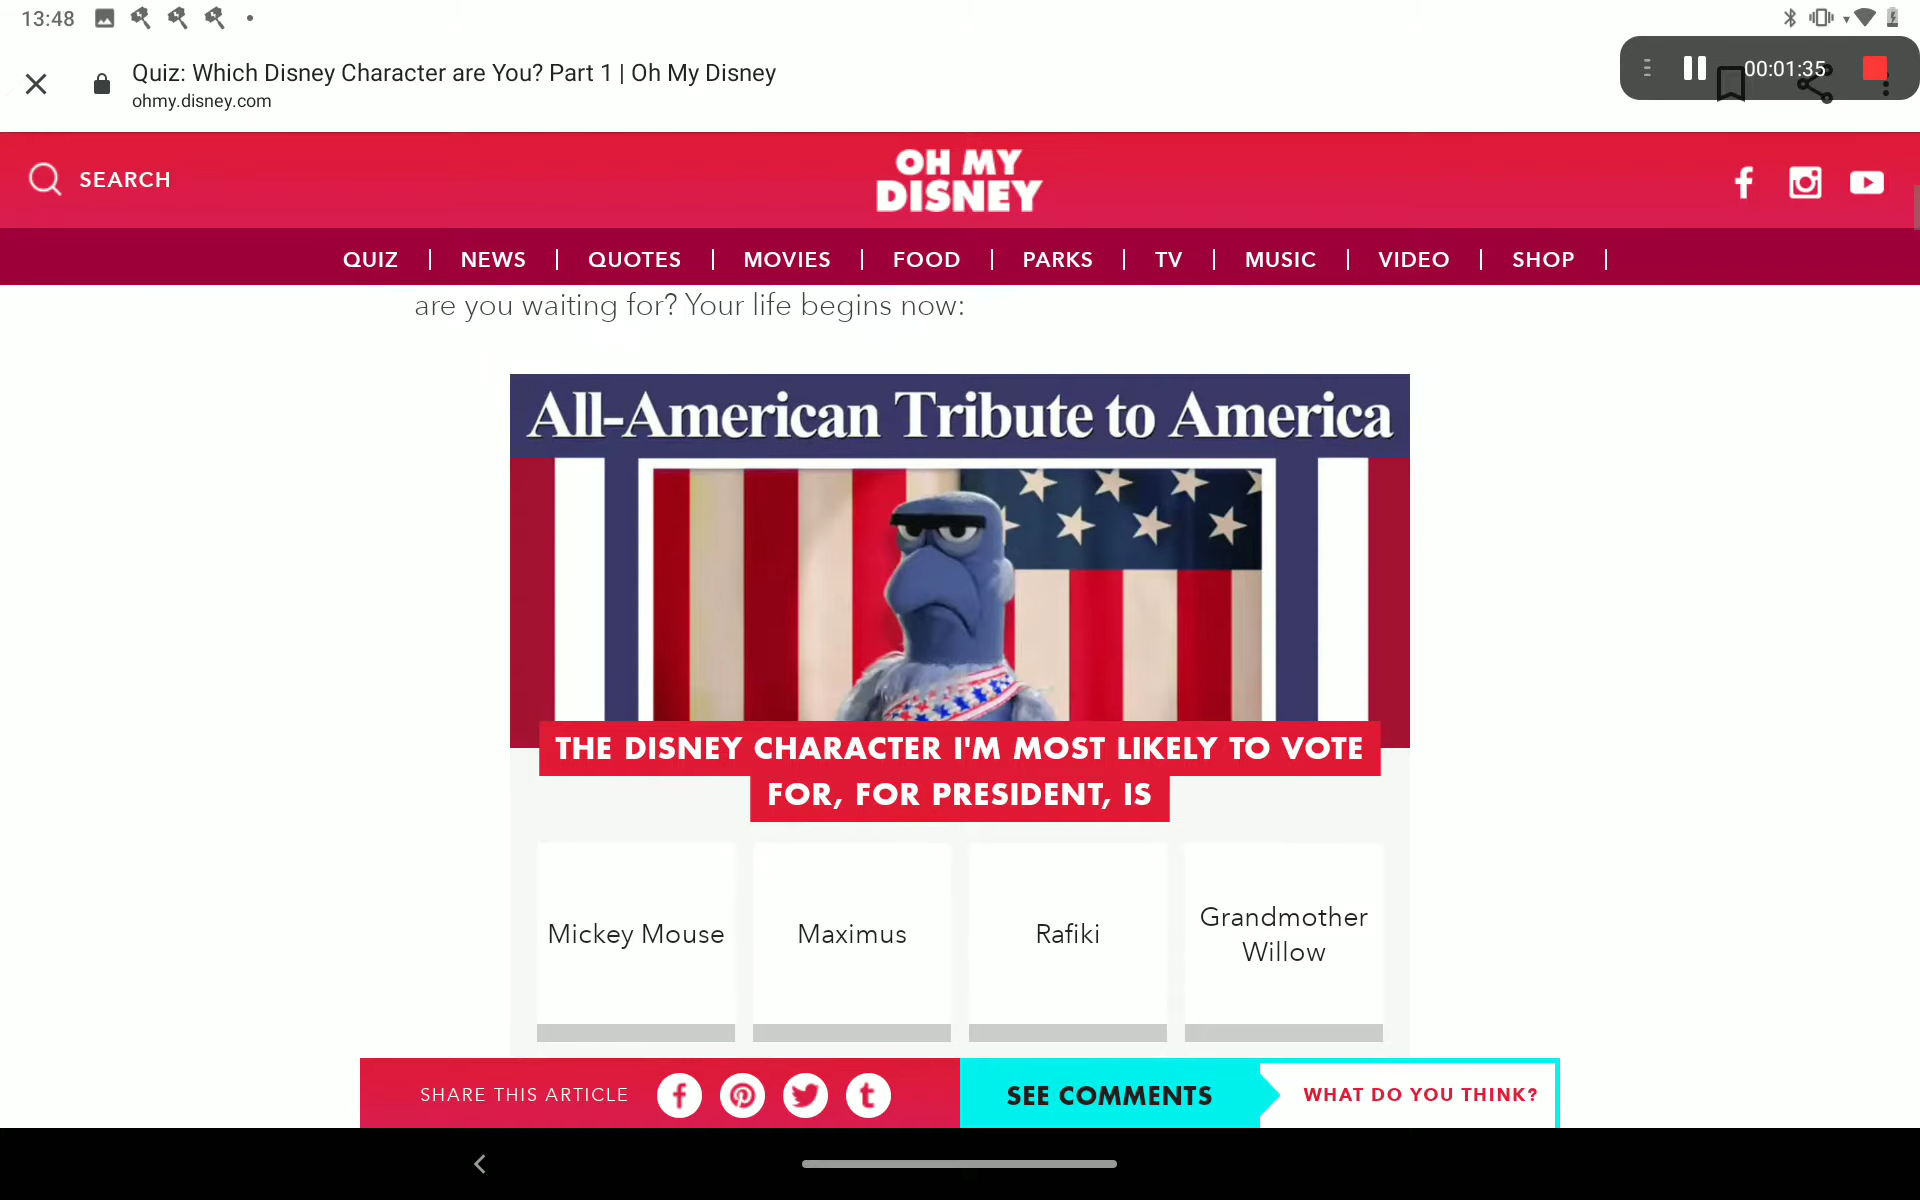 13:48
Quiz: Which Disney Character are You? Part 1 | Oh My Disney
ohmy.disney.com
00:01:35
SEARCH
OH MY
DISNEY
QUIZ | NEWS | QUOTES | MOVIES | FOOD | PARKS | TV | MUSIC | VIDEO | SHOP |
are you waiting for? Your life begins now:
All-American Tribute to America
THE DISNEY CHARACTER I'M MOST LIKELY TO VOTE
FOR, FOR PRESIDENT, IS
Mickey Mouse
Maximus
Rafiki
Grandmother
Willow
SHARE THIS ARTICLE
SEE COMMENTS
WHAT DO YOU THINK?